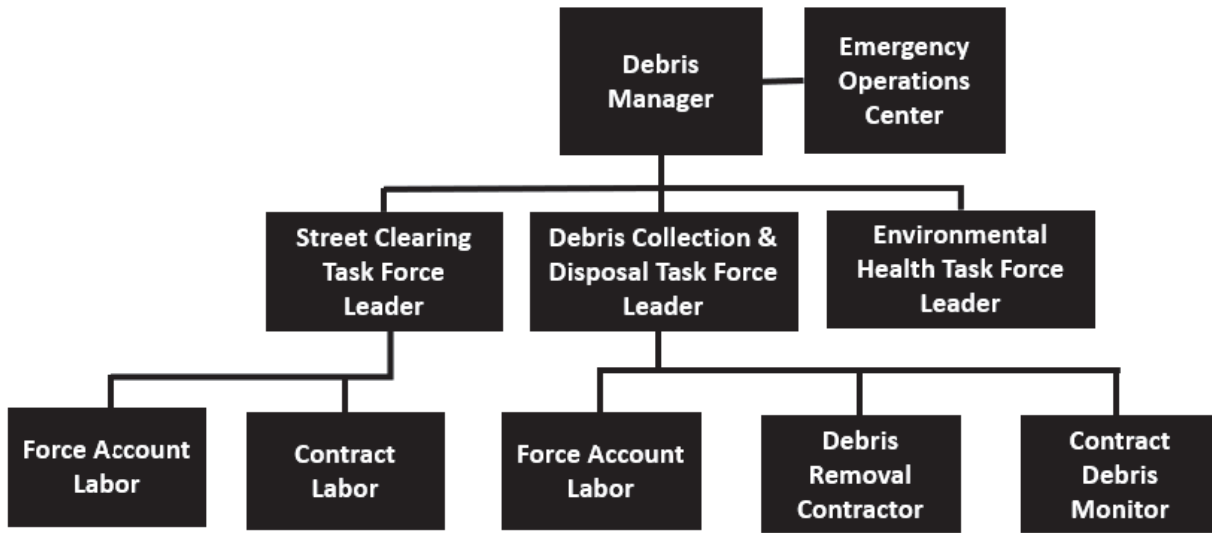 Debris
Manager
Emergency
Operations
Center
Street Clearing
Task Force
Leader
Debris Collection &
Disposal Task Force
Leader
Environmental
Health Task Force
Leader
Force Account
Labor
Contract
Labor
Force Account
Labor
Debris
Removal
Contractor
Contract
Debris
Monitor